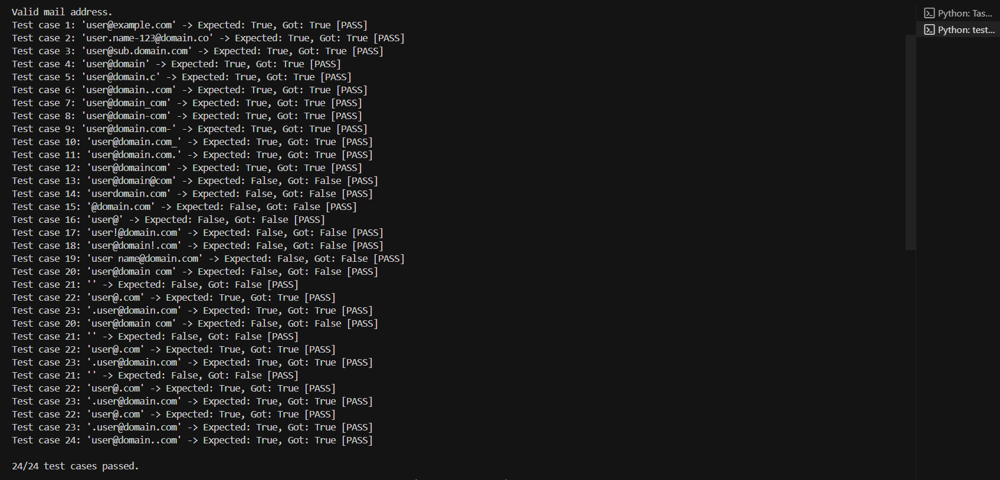 Valid mail address.
Test case 1: 'user@example.com' -> Expected: True, Got: True [PASS]
Test case 2: 'user.name-123@domain.co' -> Expected: True, Got: True [PASS]
Test case 3: 'user@sub.domain.com' -> Expected: True, Got: True [PASS]
Test case 4: 'user@domain' -> Expected: True, Got: True [PASS]
Test case 5: 'user@domain.c' -> Expected: True, Got: True [PASS]
Test case 6: 'user@domain..com' -> Expected: True, Got: True [PASS]
Test case 7: 'user@domain_com' -> Expected: True, Got: True [PASS]
Test case 8: 'user@domain-com' -> Expected: True, Got: True [PASS]
Test case 9: 'user@domain.com-' -> Expected: True, Got: True [PASS]
Test case 10: 'user@domain.com_' -> Expected: True, Got: True [PASS]
Test case 11: 'user@domain.com.' -> Expected: True, Got: True [PASS]
Test case 12: 'user@domaincom' -> Expected: True, Got: True [PASS]
Test case 13: 'user@domain@com' -> Expected: False, Got: False [PASS]
Test case 14: 'userdomain.com' -> Expected: False, Got: False [PASS]
Test case 15: '@domain.com' -> Expected: False, Got: False [PASS]
Test case 16: 'user@' -> Expected: False, Got: False [PASS]
Test case 17: 'user!@domain.com' -> Expected: False, Got: False [PASS]
Test case 18: 'user@domain!.com' -> Expected: False, Got: False [PASS]
Test case 19: 'user name@domain.com' -> Expected: False, Got: False [PASS]
Test case 20: 'user@domain com' -> Expected: False, Got: False [PASS]
Test case 21: '' -> Expected: False, Got: False [PASS]
Test case 22: 'user@.com' -> Expected: True, Got: True [PASS]
Test case 23: '.user@domain.com' -> Expected: True, Got: True [PASS]
Test case 20: 'user@domain com' -> Expected: False, Got: False [PASS]
Test case 21: '' -> Expected: False, Got: False [PASS]
Test case 22: 'user@.com' -> Expected: True, Got: True [PASS]
Test case 23: '.user@domain.com' -> Expected: True, Got: True [PASS]
Test case 21: '' -> Expected: False, Got: False [PASS]
Test case 22: 'user@.com' -> Expected: True, Got: True [PASS]
Test case 23: '.user@domain.com' -> Expected: True, Got: True [PASS]
Test case 22: 'user@.com' -> Expected: True, Got: True [PASS]
Test case 23: '.user@domain.com' -> Expected: True, Got: True [PASS]
Test case 24: 'user@domain..com' -> Expected: True, Got: True [PASS]
24/24 test cases passed.
Python: Tas...
Python: test...